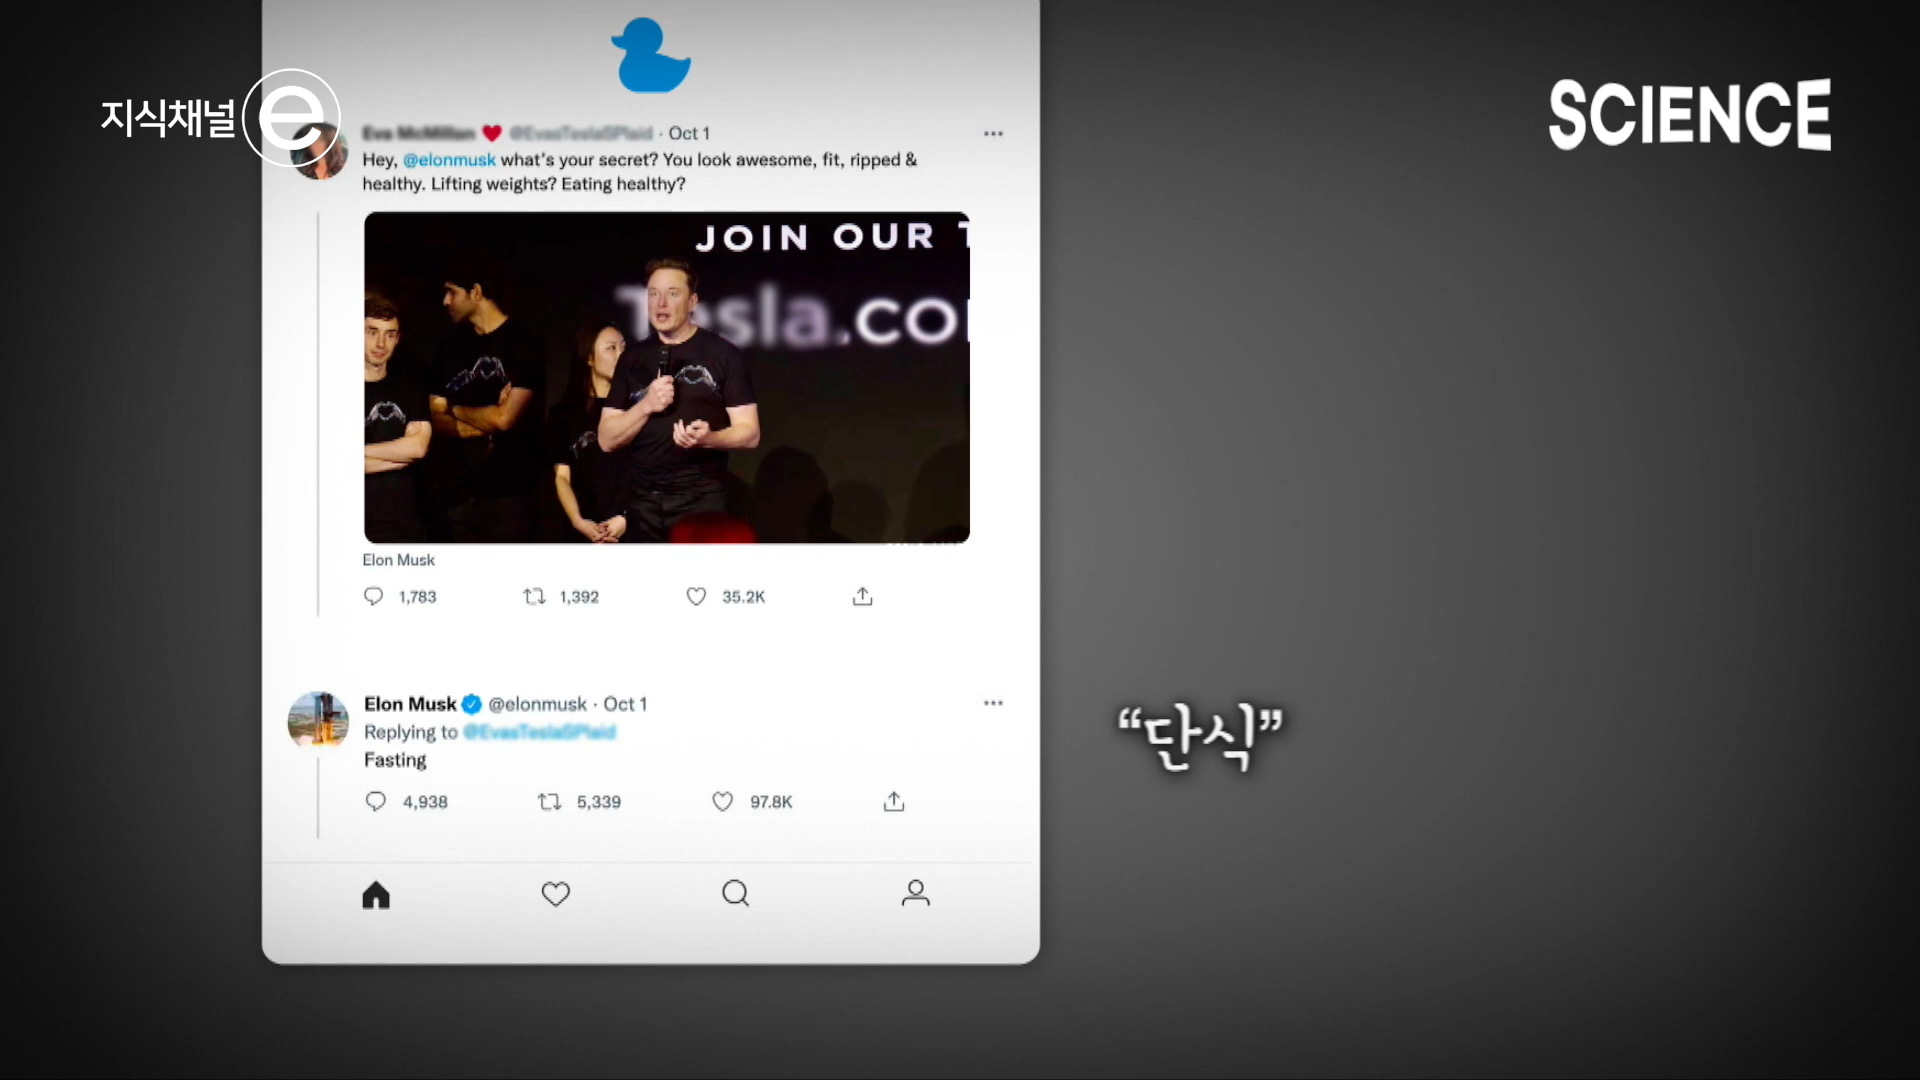 지식채널 e
SCIENCE
Oct 1
Hey, @elonmusk what's your secret? You look awesome, fit, ripped &
healthy. Lifting weights? Eating healthy?
JOIN OUR T
Tesla.co
Elon Musk
1,783 1,392 35.2K
Elon Musk @elonmusk · Oct 1
Replying to
Fasting
"단식"
4,938 5,339 97.8K